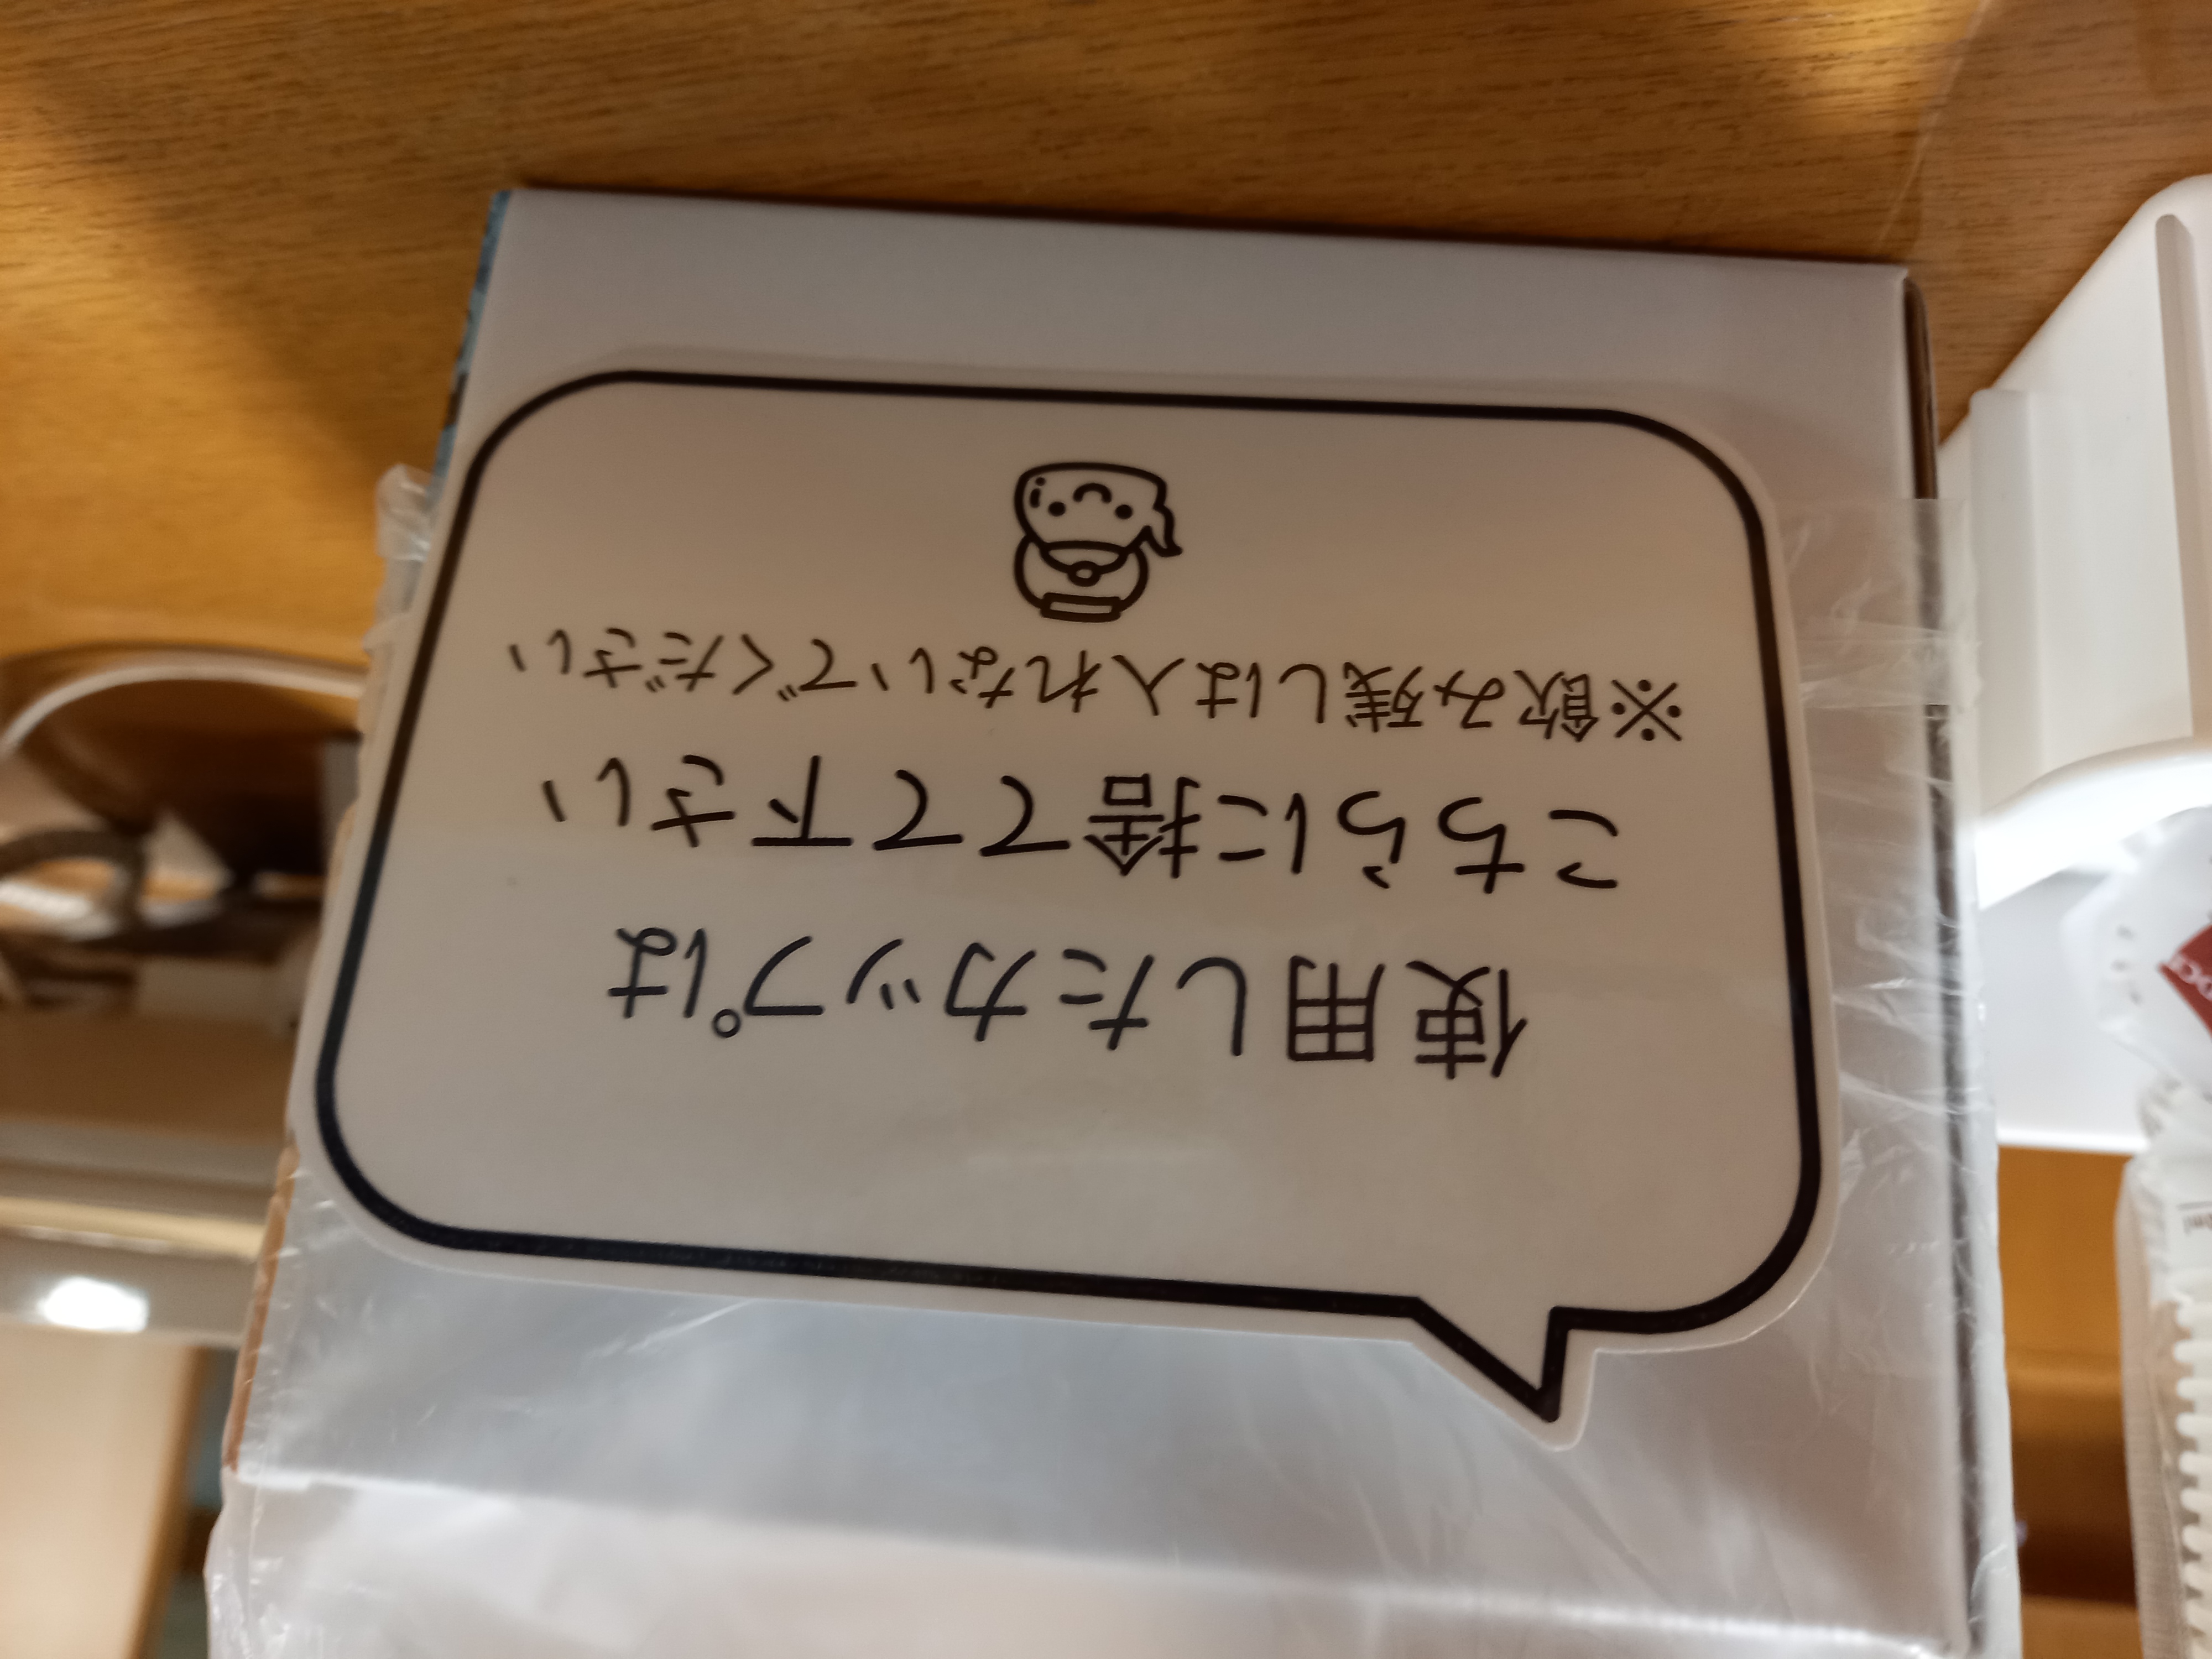 使用したカップは
こちらに捨てて下さい
※飲み残しは入れないでください